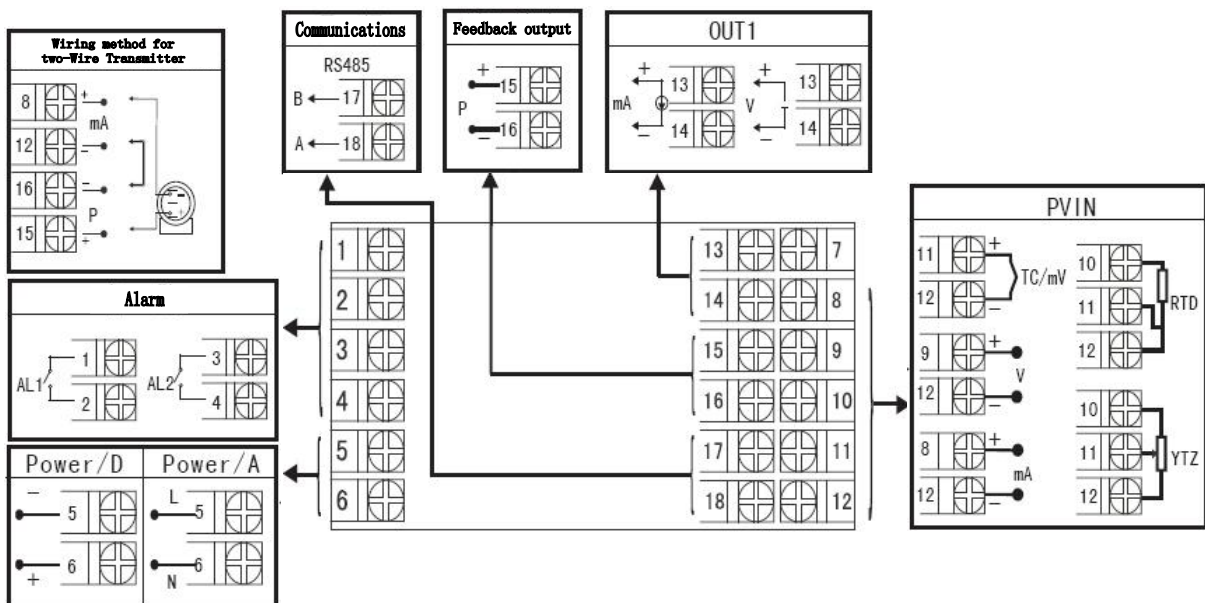 Wiring method for
two-Wire Transmitter
8
+
mA
12
−
16
−
P
15
+
Communications
RS485
B 17
A 18
Feedback output
+
15
P
16
−
OUT1
+
13
mA
−
14
+
13
V
−
14
Alarm
AL1
1
2
AL2
3
4
Power/D
−
5
6
+
Power/A
L
5
6
N
1
2
3
4
5
6
13 7
14 8
15 9
16 10
17 11
18 12
PVIN
11
+
TC/mV
12
−
9
+
V
12
−
8
+
mA
12
−
10
11
RTD
12
10
11
YTZ
12